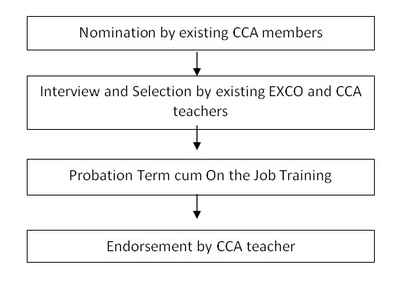 Nomination by existing CCA members
Interview and Selection by existing EXCO and CCA
teachers
Probation Term cum On the Job Training
Endorsement by CCA teacher